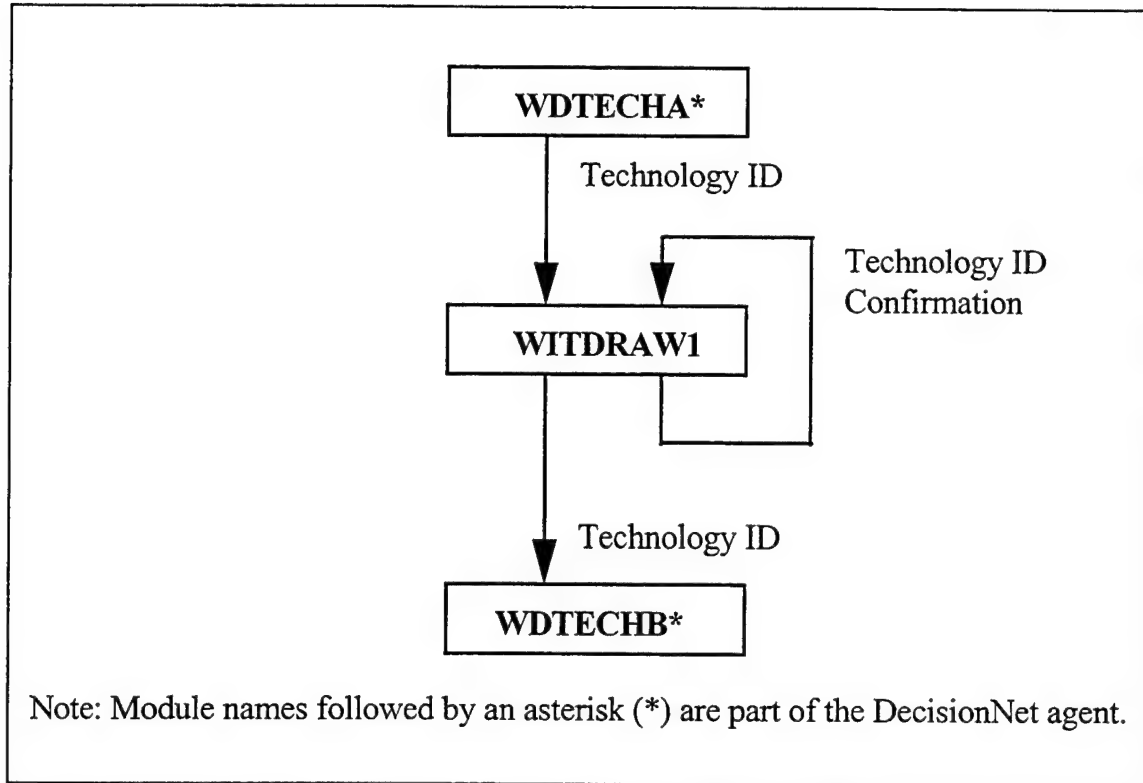 WDTECHA*
Technology ID
Technology ID
Confirmation
WITDRAW1
Technology ID
WDTECHB*
Note: Module names followed by an asterisk (*) are part of the DecisionNet agent.